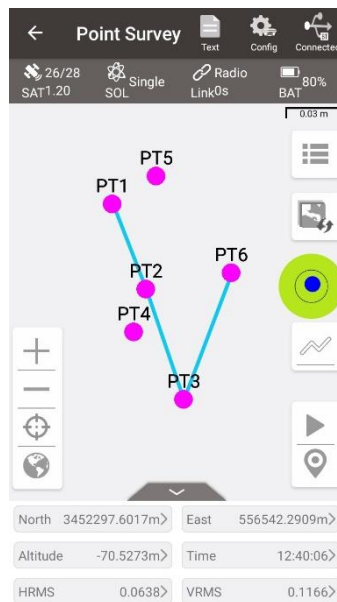 Point Survey
Text Config Connected
26/28 Single Radio 80%
SAT1.20 SOL Link0s BAT
0.03 m
PT5
PT1
PT6
PT2
PT4
PT3
North 3452297.6017m> East 556542.2909m>
Altitude -70.5273m> Time 12:40:06>
HRMS 0.0638> VRMS 0.1166>